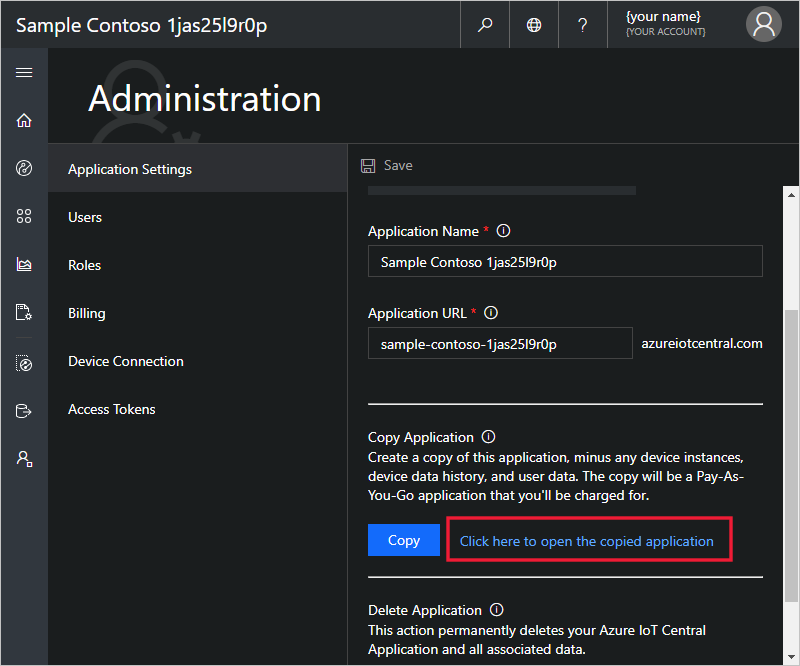 Sample Contoso 1jas25l9r0p
?
{your name}
{YOUR ACCOUNT}
Administration
Application Settings
Users
Roles
Billing
Device Connection
Access Tokens
Save
Application Name *
Sample Contoso 1jas25l9r0p
Application URL *
sample-contoso-1jas25l9r0p
azureiotcentral.com
Copy Application
Create a copy of this application, minus any device instances,
device data history, and user data. The copy will be a Pay-As-
You-Go application that you'll be charged for.
Copy
Click here to open the copied application
Delete Application
This action permanently deletes your Azure IoT Central
Application and all associated data.